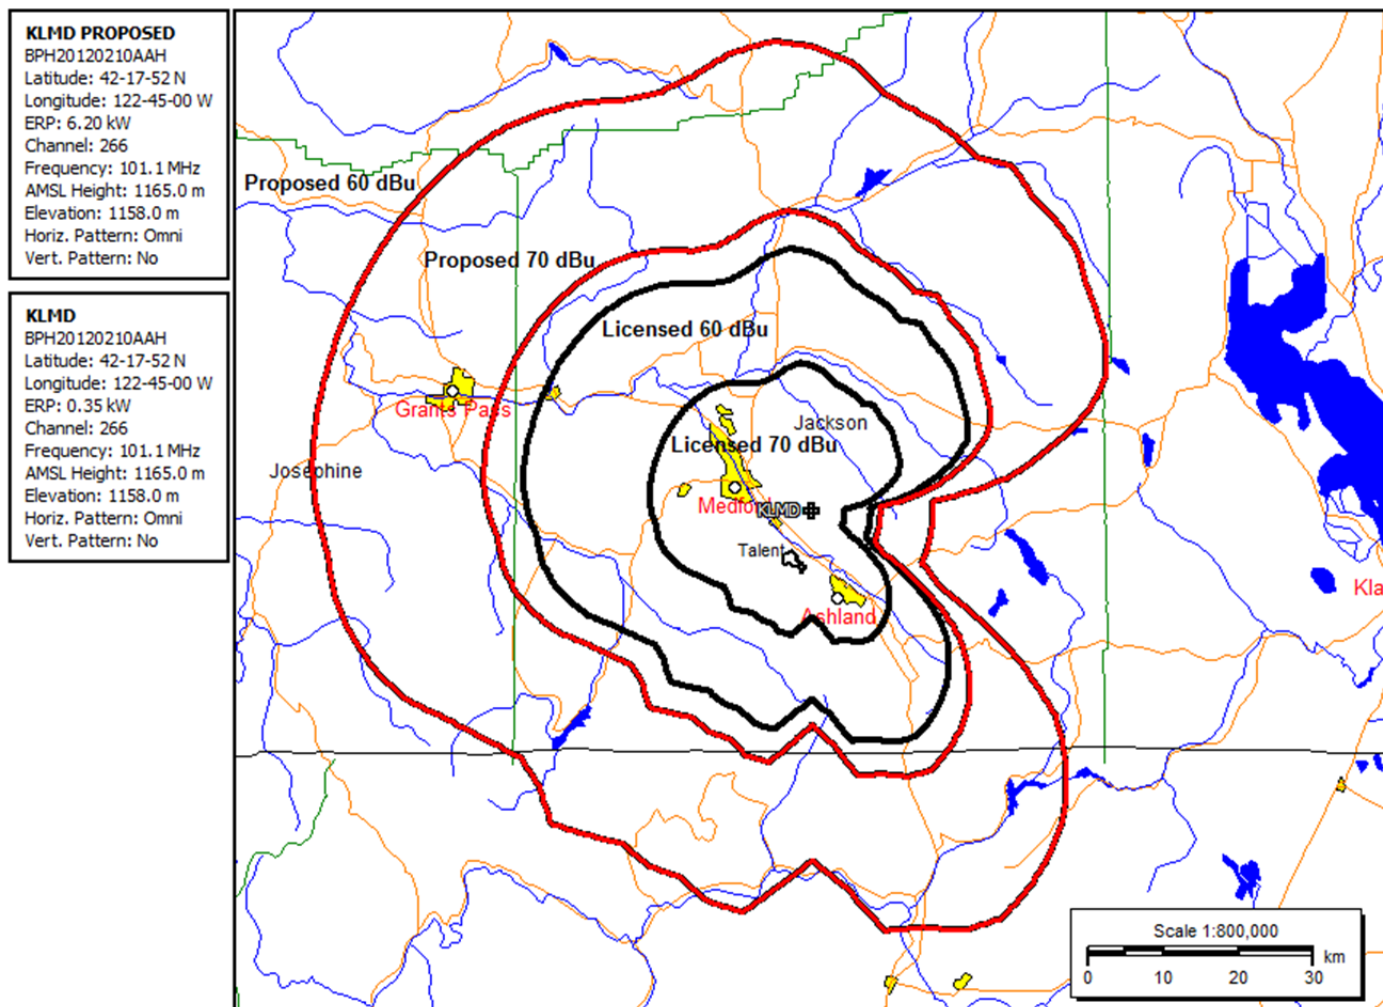 KLMD PROPOSED
BPH20120210AAH
Latitude: 42-17-52 N
Longitude: 122-45-00 W
ERP: 6.20 kW
Channel: 266
Frequency: 101.1 MHz
AMSL Height: 1165.0 m
Elevation: 1158.0 m
Horiz. Pattern: Omni
Vert. Pattern: No
KLMD
BPH20120210AAH
Latitude: 42-17-52 N
Longitude: 122-45-00 W
ERP: 0.35 kW
Channel: 266
Frequency: 101.1 MHz
AMSL Height: 1165.0 m
Elevation: 1158.0 m
Horiz. Pattern: Omni
Vert. Pattern: No
Proposed 60 dBu
Proposed 70 dBu
Licensed 60 dBu
Grants Pass
Jackson
Licensed 70 dBu
Josephine
Medford
KLMD
Talent
Kla
Ashland
Scale 1:800,000
km
0 10 20 30